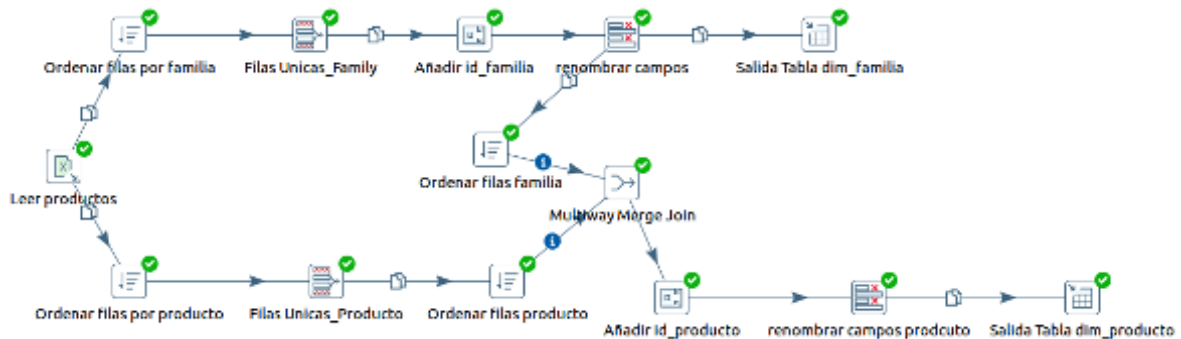 Ordenar filas por familia
Filas Unicas_Family
Añadir id_familia
renombrar campos
Salida Tabla dim_familia
Leer productos
Ordenar filas familia
Multiway Merge Join
Ordenar filas por producto
Filas Unicas_Producto
Ordenar filas producto
Añadir id_producto
renombrar campos prodcuto
Salida Tabla dim_producto